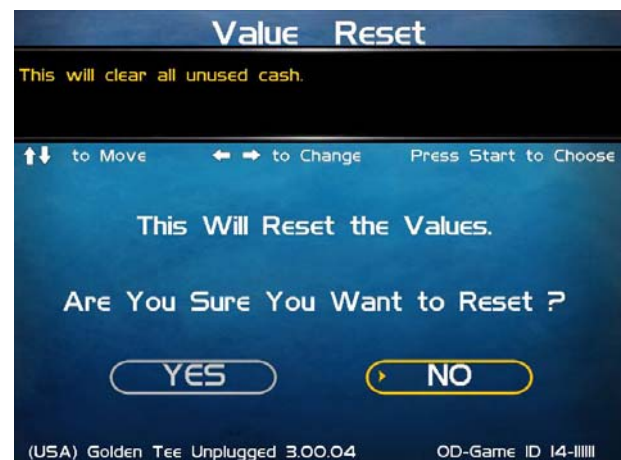 Value Reset
This will clear all unused cash.
to Move to Change Press Start to Choose
This Will Reset the Values.
Are You Sure You Want to Reset ?
YES NO
(USA) Golden Tee Unplugged 3.00.04 OD-Game ID 14-111111